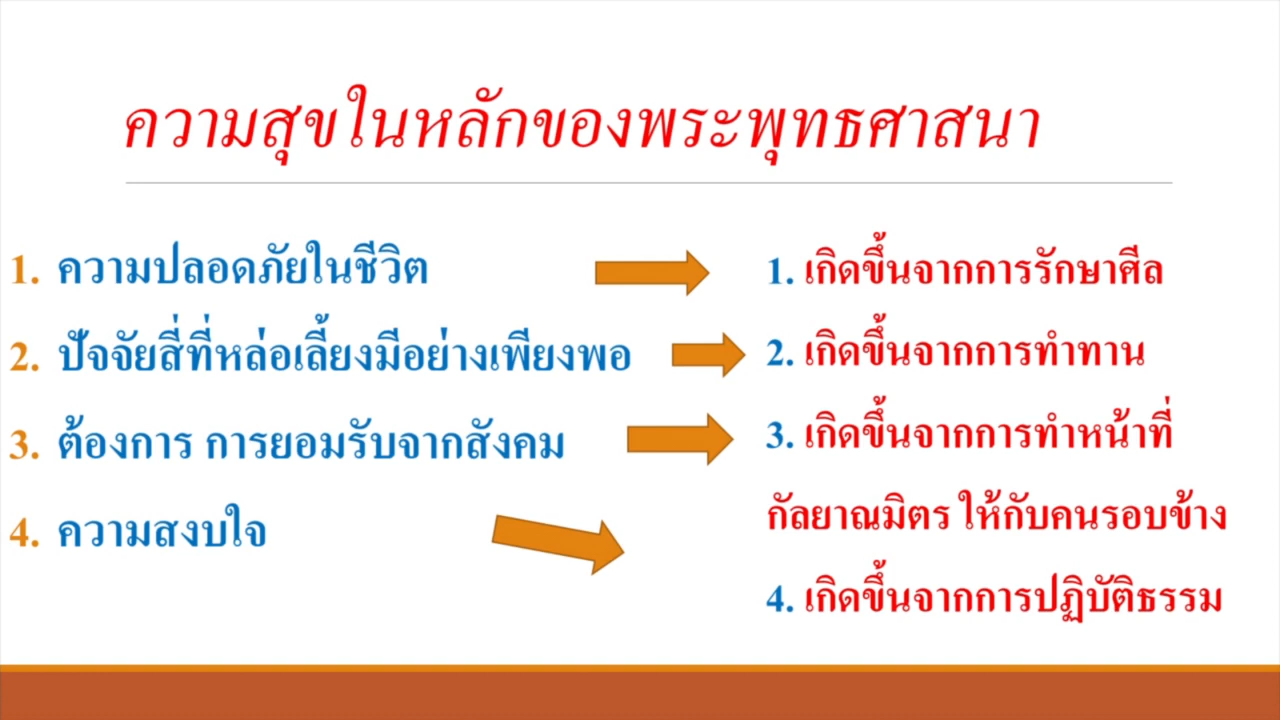 ความสุขในหลักของพระพุทธศาสนา
1. ความปลอดภัยในชีวิต
2. ปัจจัยสี่ที่หล่อเลี้ยงมีอย่างเพียงพอ
3. ต้องการ การยอมรับจากสังคม
4. ความสงบใจ
1. เกิดขึ้นจากการรักษาศีล
2. เกิดขึ้นจากการทำทาน
3. เกิดขึ้นจากการทำหน้าที่
กัลยาณมิตร ให้กับคนรอบข้าง
4. เกิดขึ้นจากการปฏิบัติธรรม